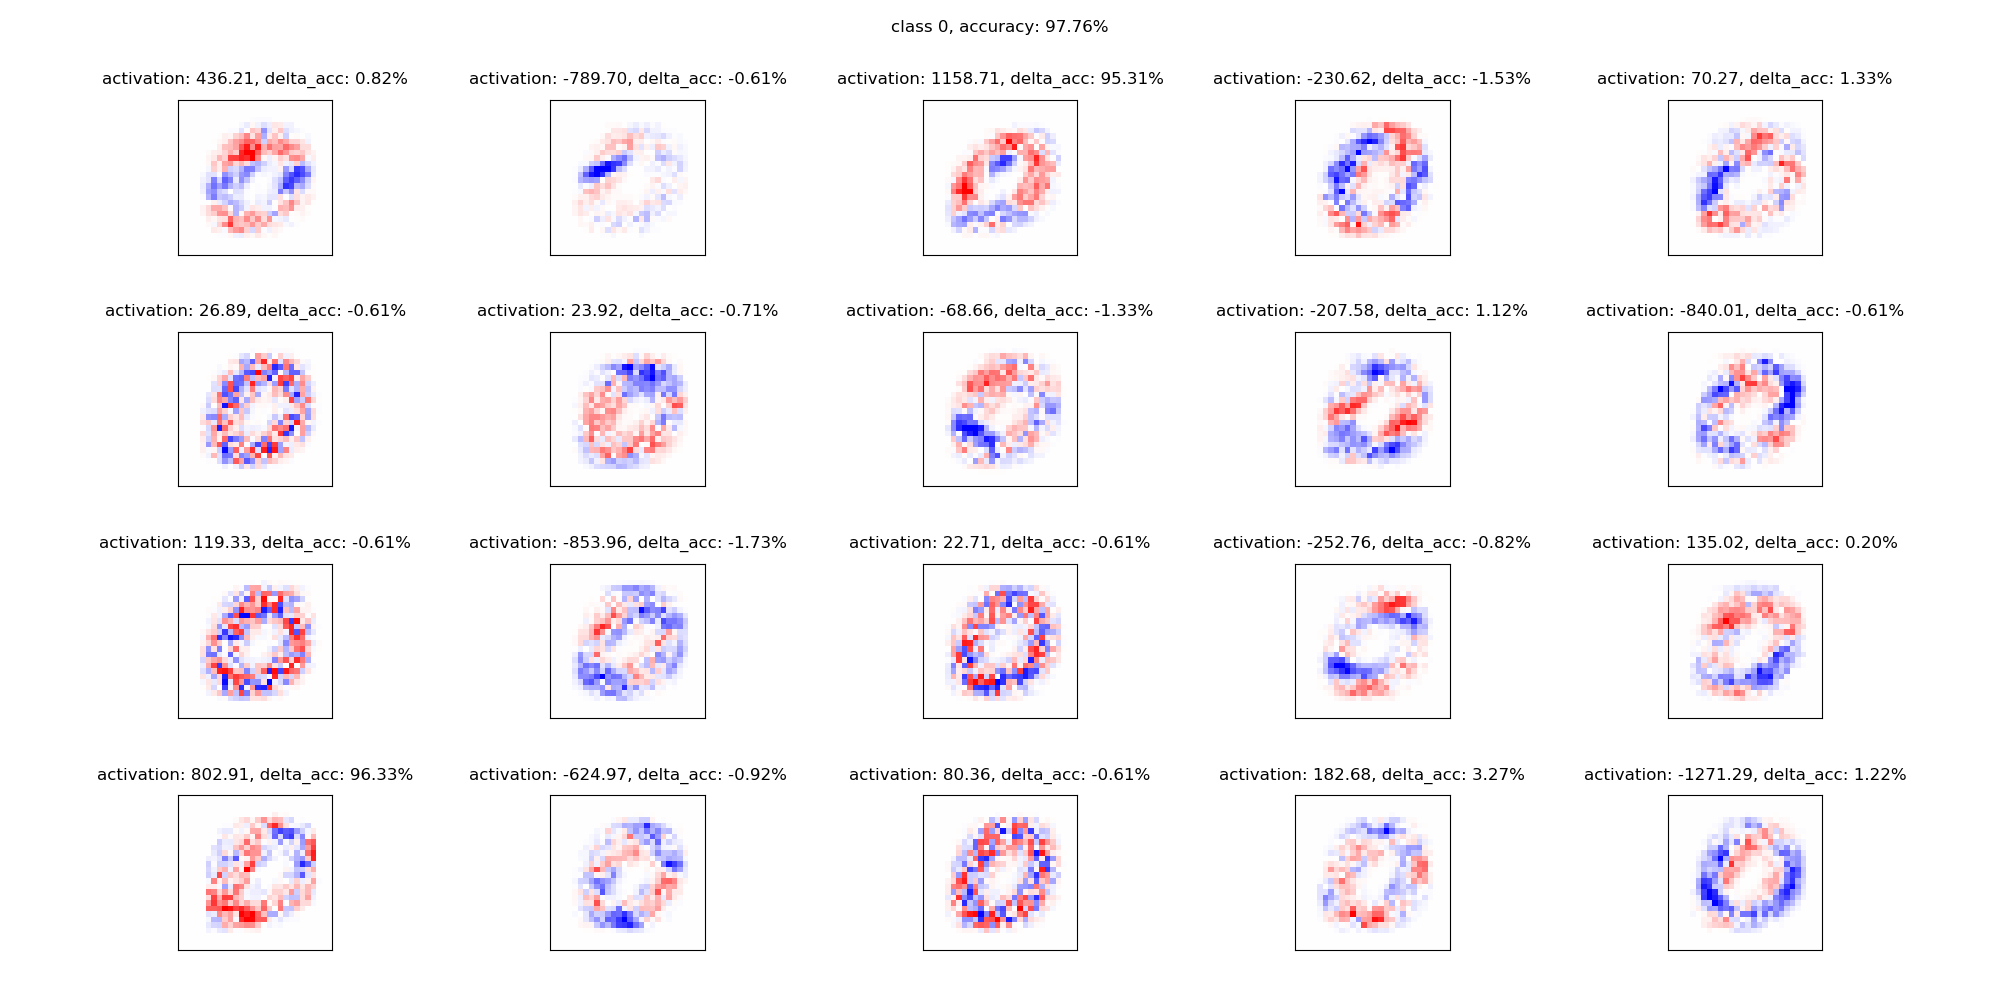 class 0, accuracy: 97.76%
activation: 436.21, delta_acc: 0.82%
activation: -789.70, delta_acc: -0.61%
activation: 1158.71, delta_acc: 95.31%
activation: -230.62, delta_acc: -1.53%
activation: 70.27, delta_acc: 1.33%
activation: 26.89, delta_acc: -0.61%
activation: 23.92, delta_acc: -0.71%
activation: -68.66, delta_acc: -1.33%
activation: -207.58, delta_acc: 1.12%
activation: -840.01, delta_acc: -0.61%
activation: 119.33, delta_acc: -0.61%
activation: -853.96, delta_acc: -1.73%
activation: 22.71, delta_acc: -0.61%
activation: -252.76, delta_acc: -0.82%
activation: 135.02, delta_acc: 0.20%
activation: 802.91, delta_acc: 96.33%
activation: -624.97, delta_acc: -0.92%
activation: 80.36, delta_acc: -0.61%
activation: 182.68, delta_acc: 3.27%
activation: -1271.29, delta_acc: 1.22%